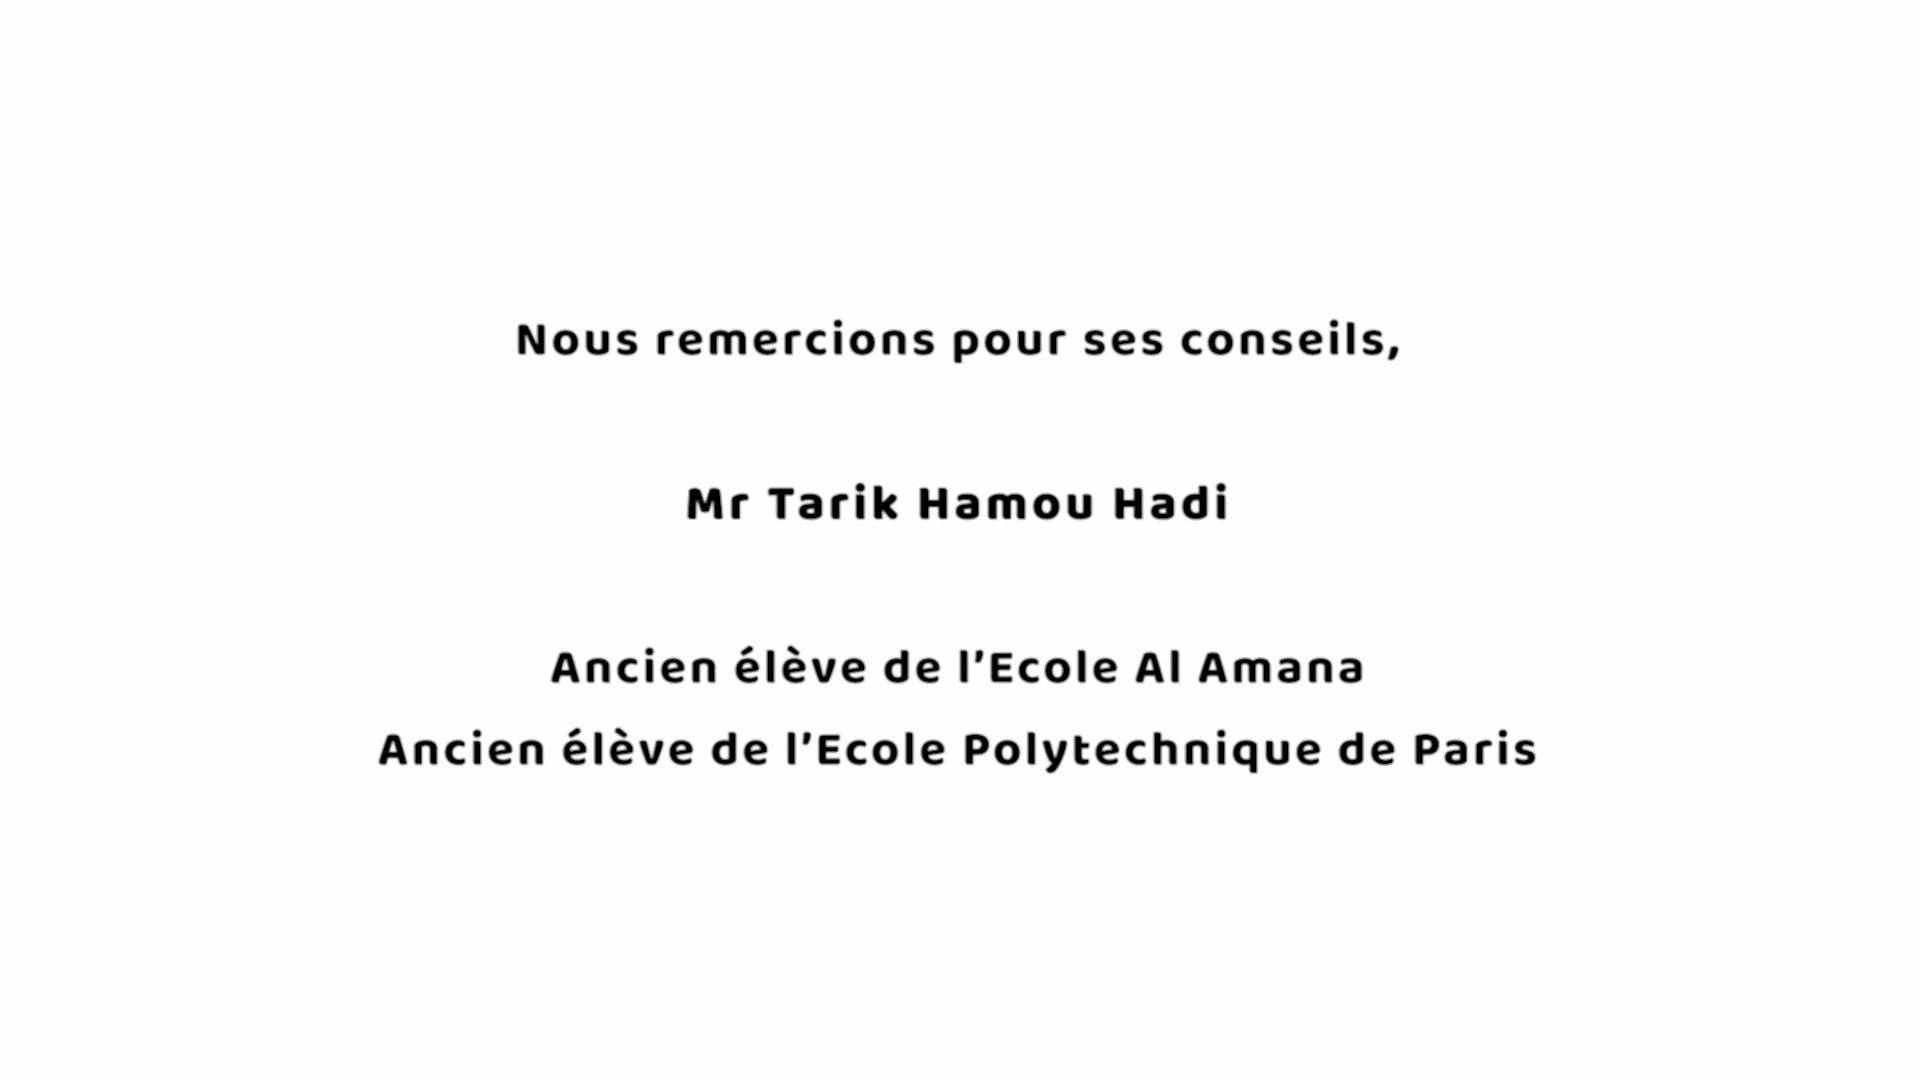 Nous remercions pour ses conseils,
Mr Tarik Hamou Hadi
Ancien élève de l’Ecole Al Amana
Ancien élève de l’Ecole Polytechnique de Paris